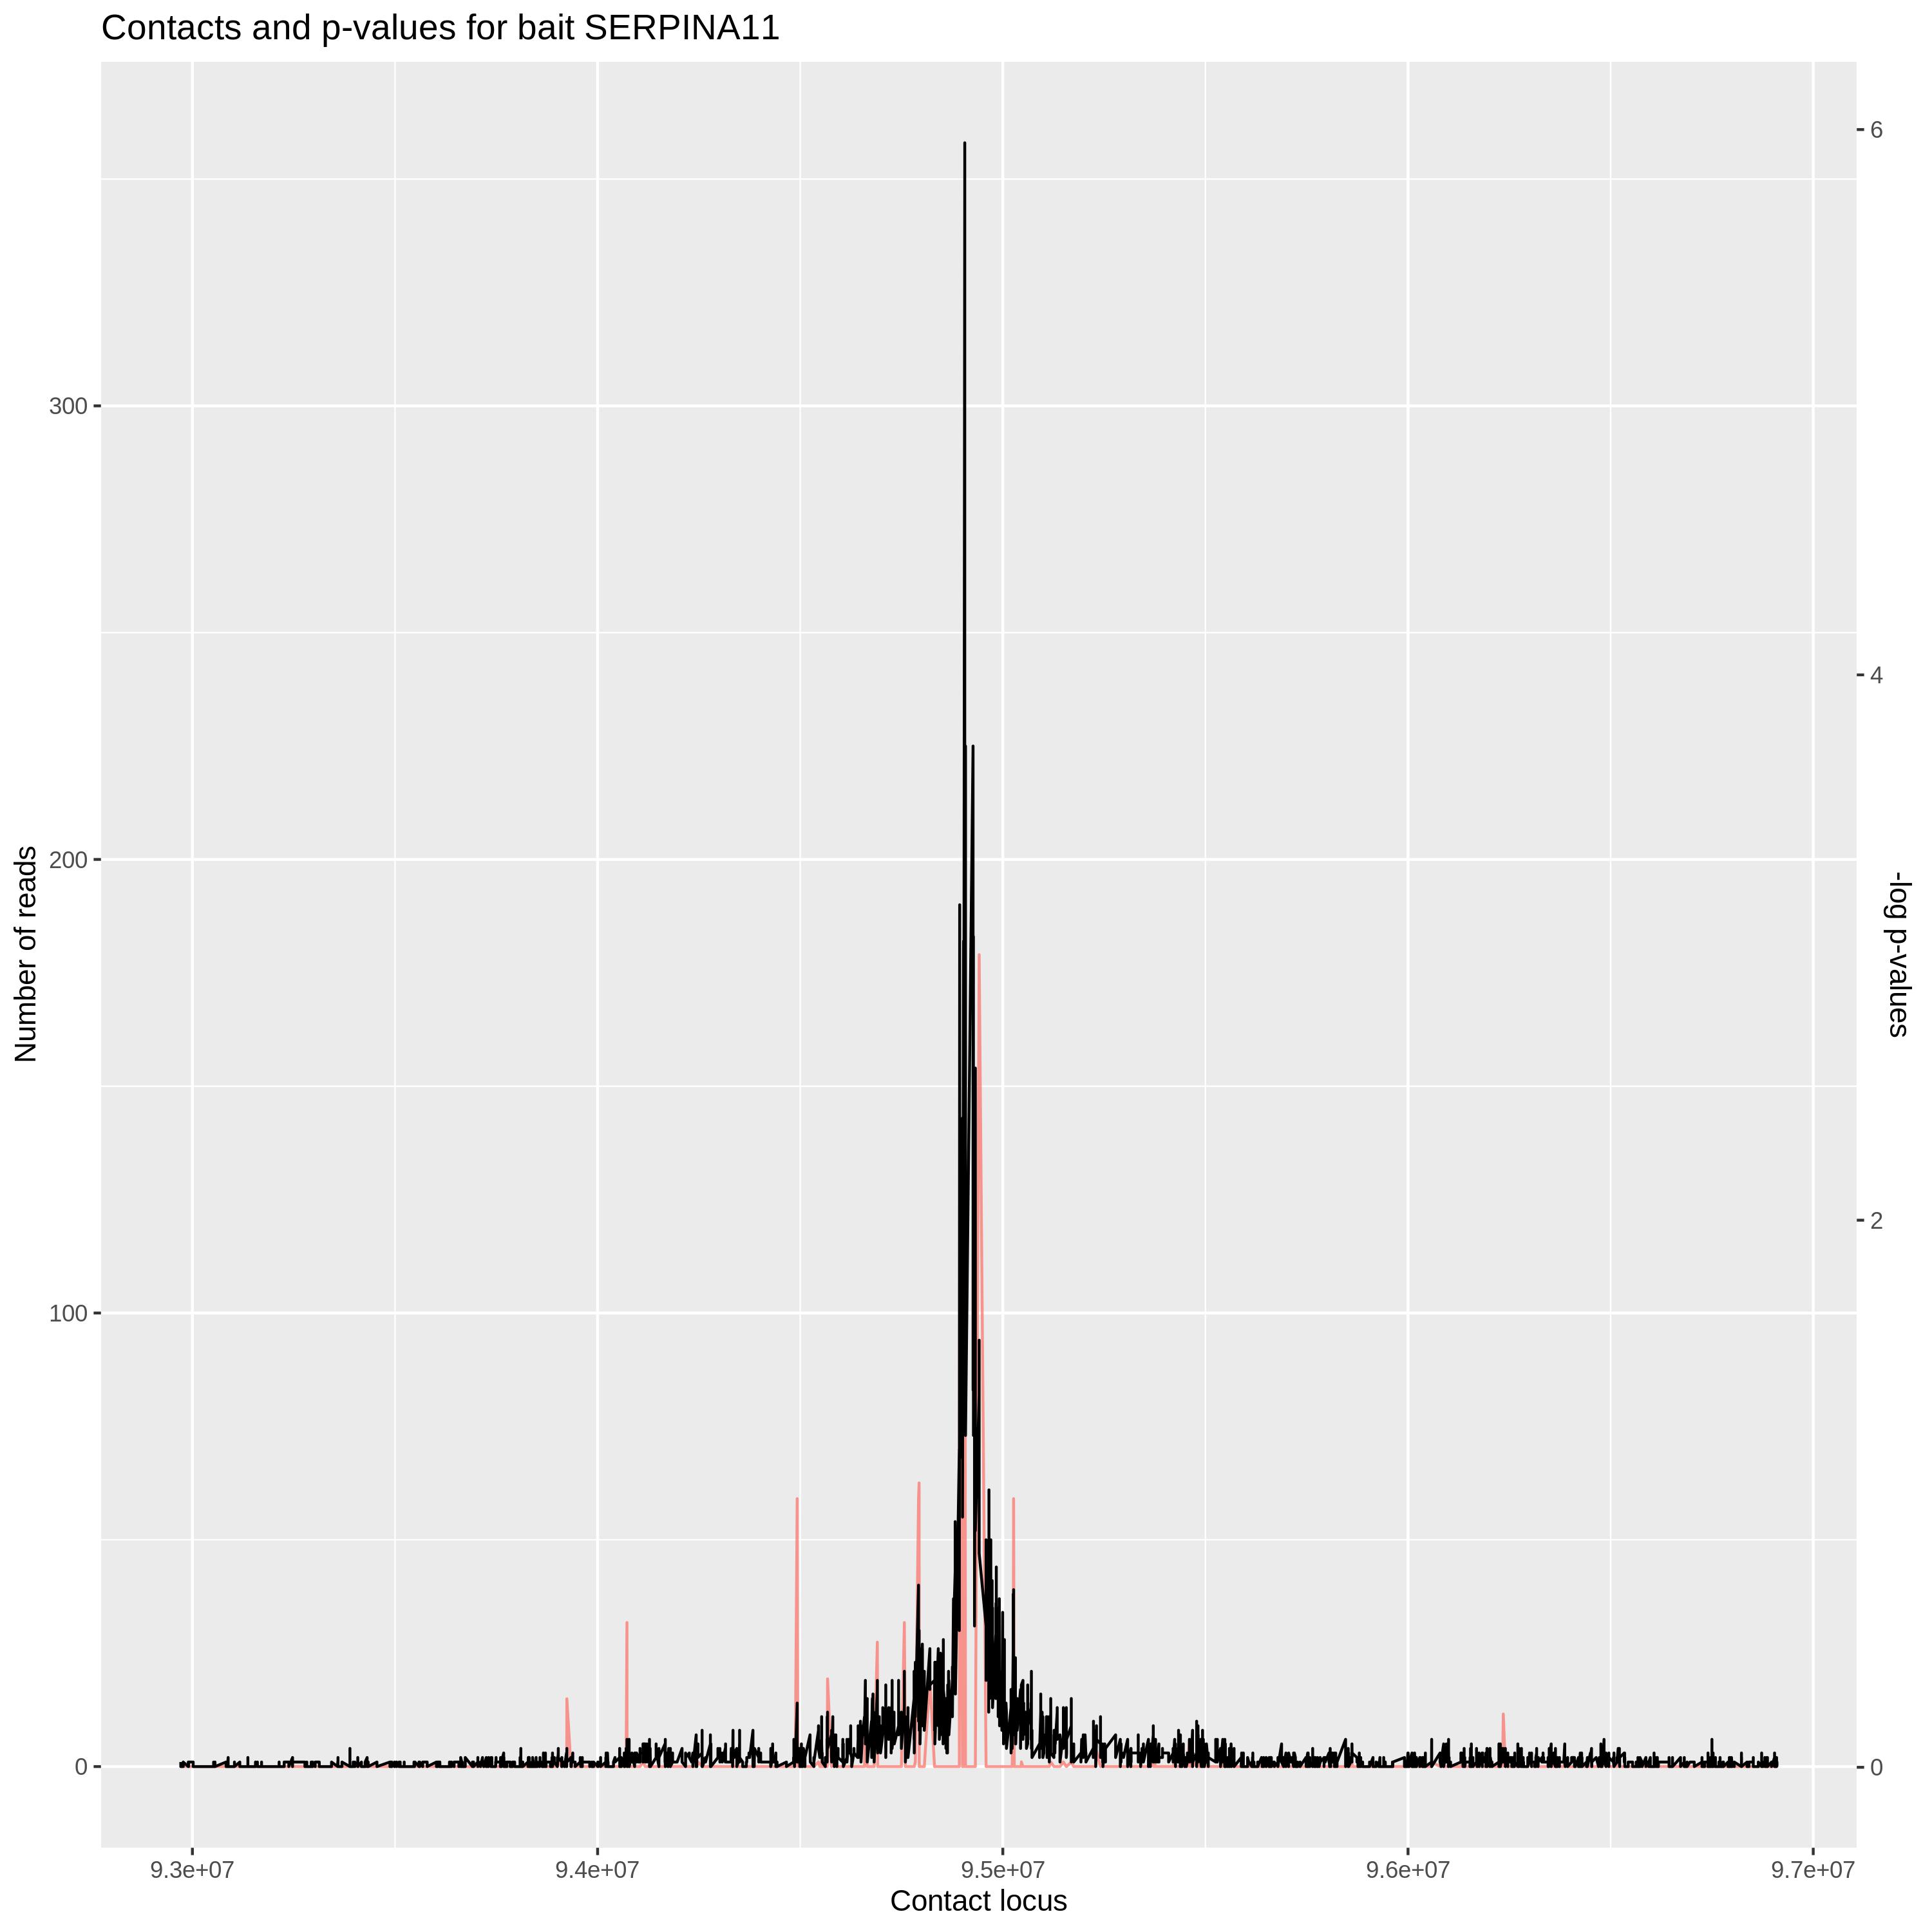 Contacts and p-values for bait SERPINA11
Number of reads
300
200
100
0
6
4
2
0
-log p-values
9.3e+07
9.4e+07
9.5e+07
9.6e+07
9.7e+07
Contact locus